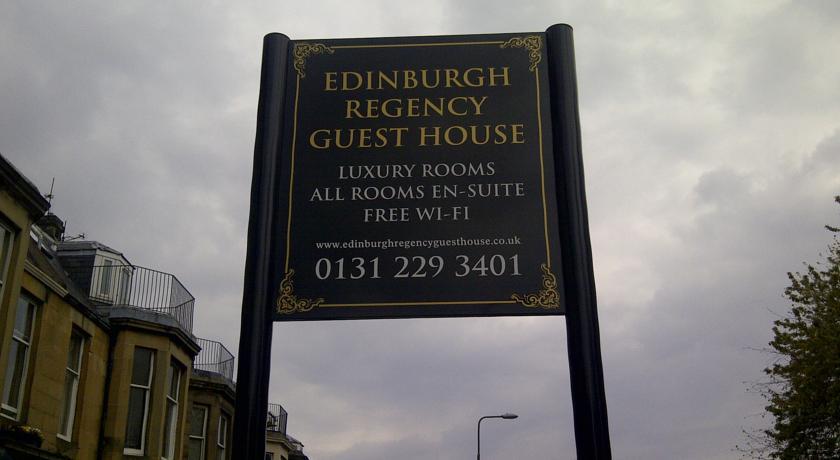 EDINBURGH
REGENCY
GUEST HOUSE
LUXURY ROOMS
ALL ROOMS EN-SUITE
FREE WI-FI
www.edinburghregencyguesthouse.co.uk
0131 229 3401